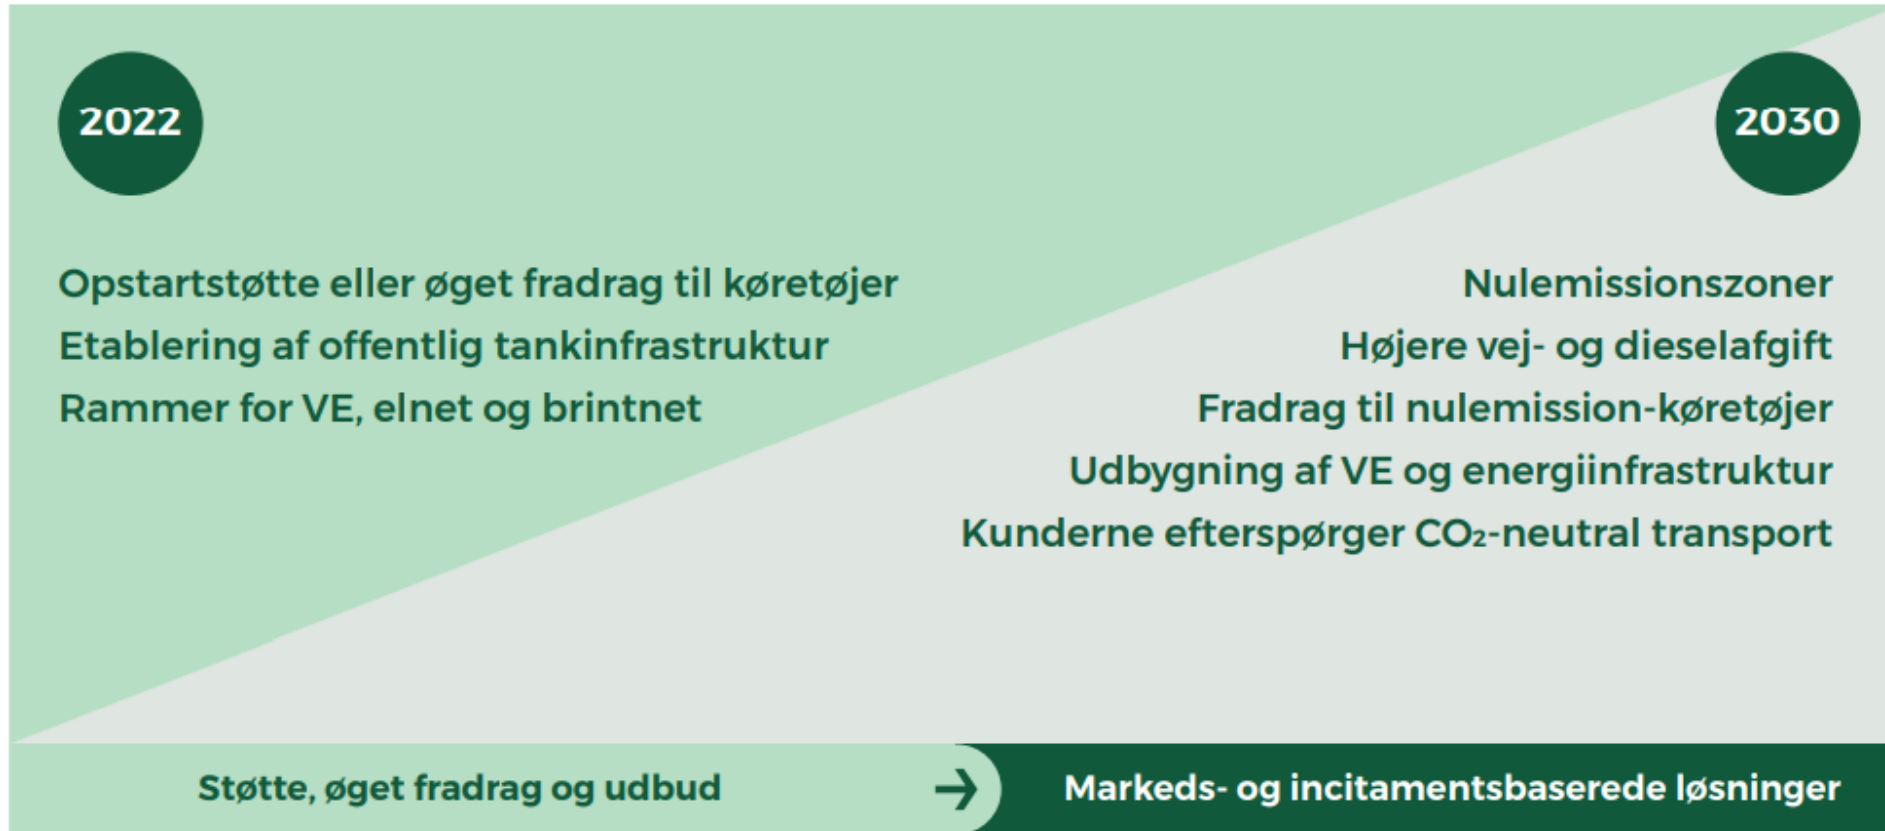 2022
2030
Opstartstøtte eller øget fradrag til køretøjer
Etablering af offentlig tankinfrastruktur
Rammer for VE, elnet og brintnet
Nulemissionszoner
Højere vej- og dieselafgift
Fradrag til nulemission-køretøjer
Udbygning af VE og energiinfrastruktur
Kunderne efterspørger CO₂-neutral transport
Støtte, øget fradrag og udbud
Markeds- og incitamentsbaserede løsninger